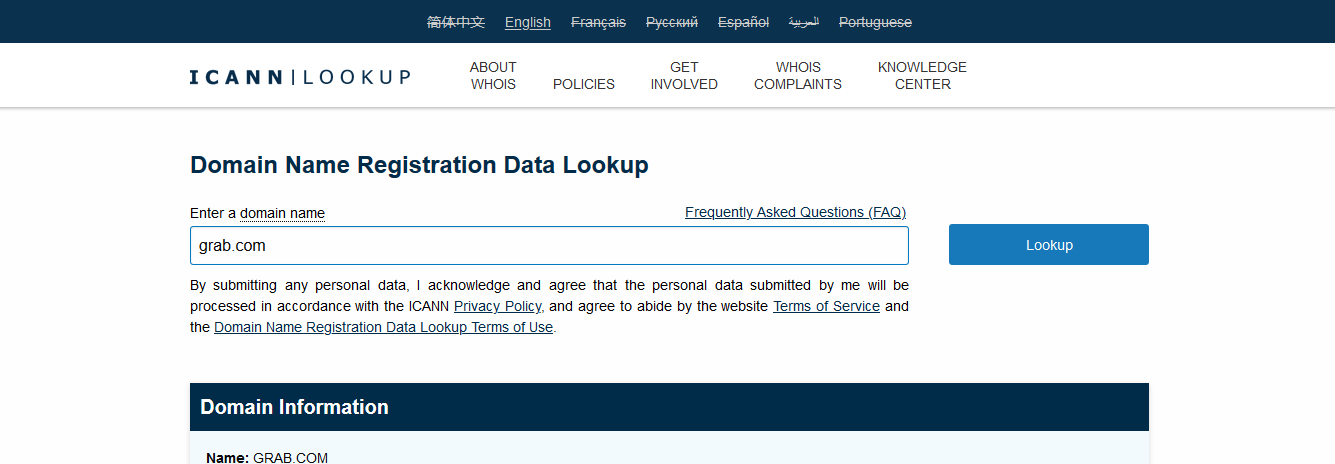 简体中文 English Français Русский Español العربية Portuguese
ICANN|LOOKUP
ABOUT
WHOIS
POLICIES
GET
INVOLVED
WHOIS
COMPLAINTS
KNOWLEDGE
CENTER
Domain Name Registration Data Lookup
Enter a domain name
Frequently Asked Questions (FAQ)
grab.com
Lookup
By submitting any personal data, I acknowledge and agree that the personal data submitted by me will be
processed in accordance with the ICANN Privacy Policy, and agree to abide by the website Terms of Service and
the Domain Name Registration Data Lookup Terms of Use.
Domain Information
Name: GRAB.COM